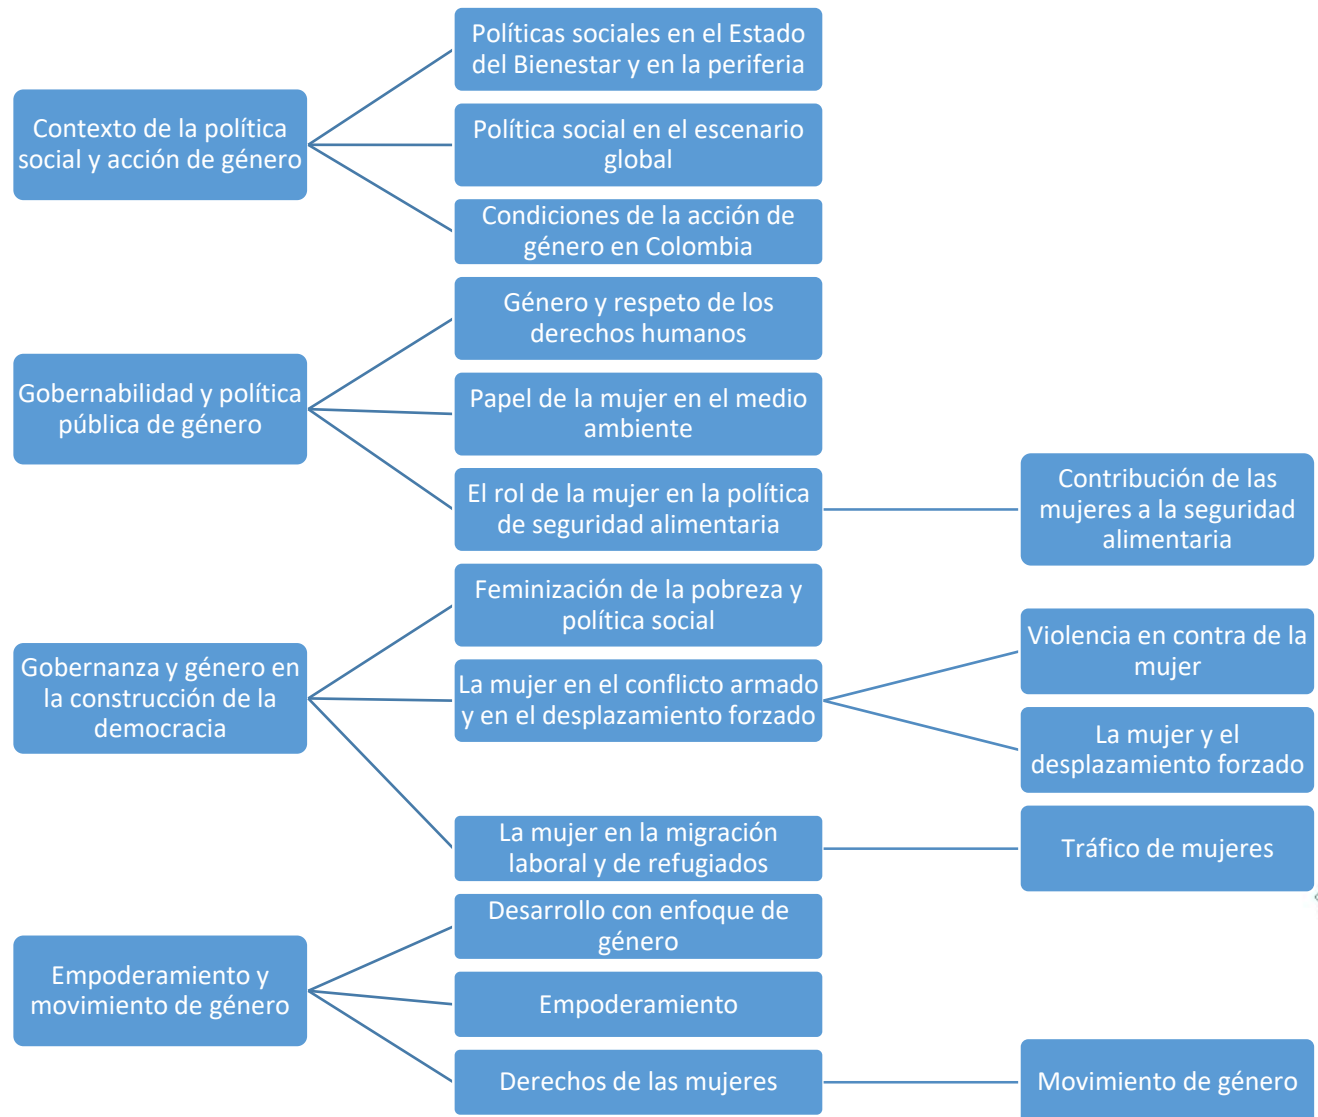 Políticas sociales en el Estado
del Bienestar y en la periferia
Contexto de la política
social y acción de género
Política social en el escenario
global
Condiciones de la acción de
género en Colombia
Género y respeto de los
derechos humanos
Gobernabilidad y política
pública de género
Papel de la mujer en el medio
ambiente
El rol de la mujer en la política
de seguridad alimentaria
Contribución de las
mujeres a la seguridad
alimentaria
Feminización de la pobreza y
política social
Gobernanza y género en
la construcción de la
democracia
La mujer en el conflicto armado
y en el desplazamiento forzado
Violencia en contra de la
mujer
La mujer y el
desplazamiento forzado
La mujer en la migración
laboral y de refugiados
Tráfico de mujeres
Desarrollo con enfoque de
género
Empoderamiento y
movimiento de género
Empoderamiento
Derechos de las mujeres
Movimiento de género